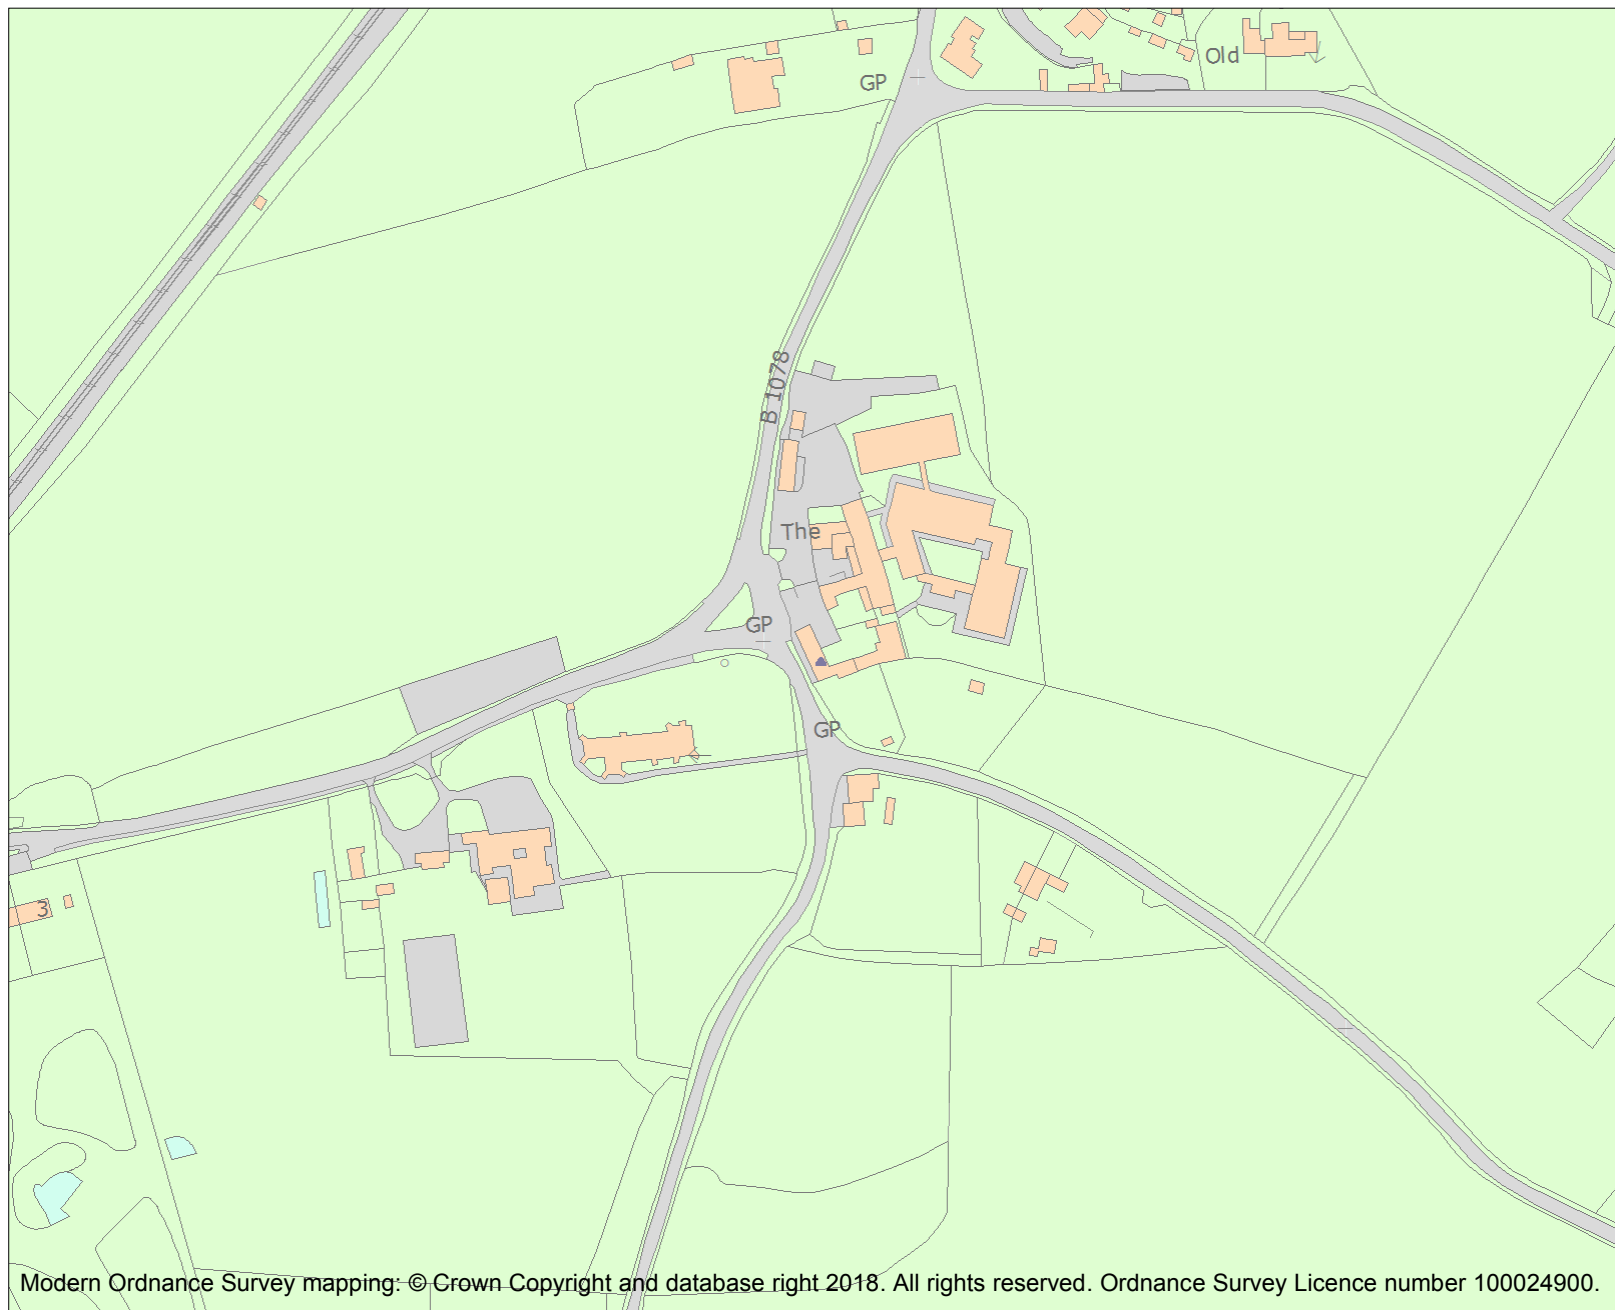 Old
GP
B 1078
The
GP
GP
3
Modern Ordnance Survey mapping: © Crown Copyright and database right 2018. All rights reserved. Ordnance Survey Licence number 100024900.